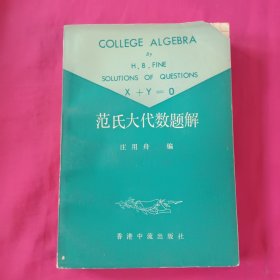 COLLEGE ALGEBRA
By
H. B. FINE
SOLUTIONS OF QUESTIONS
X + Y = 0
范氏大代数题解
汪用舟 编
香港中流出版社